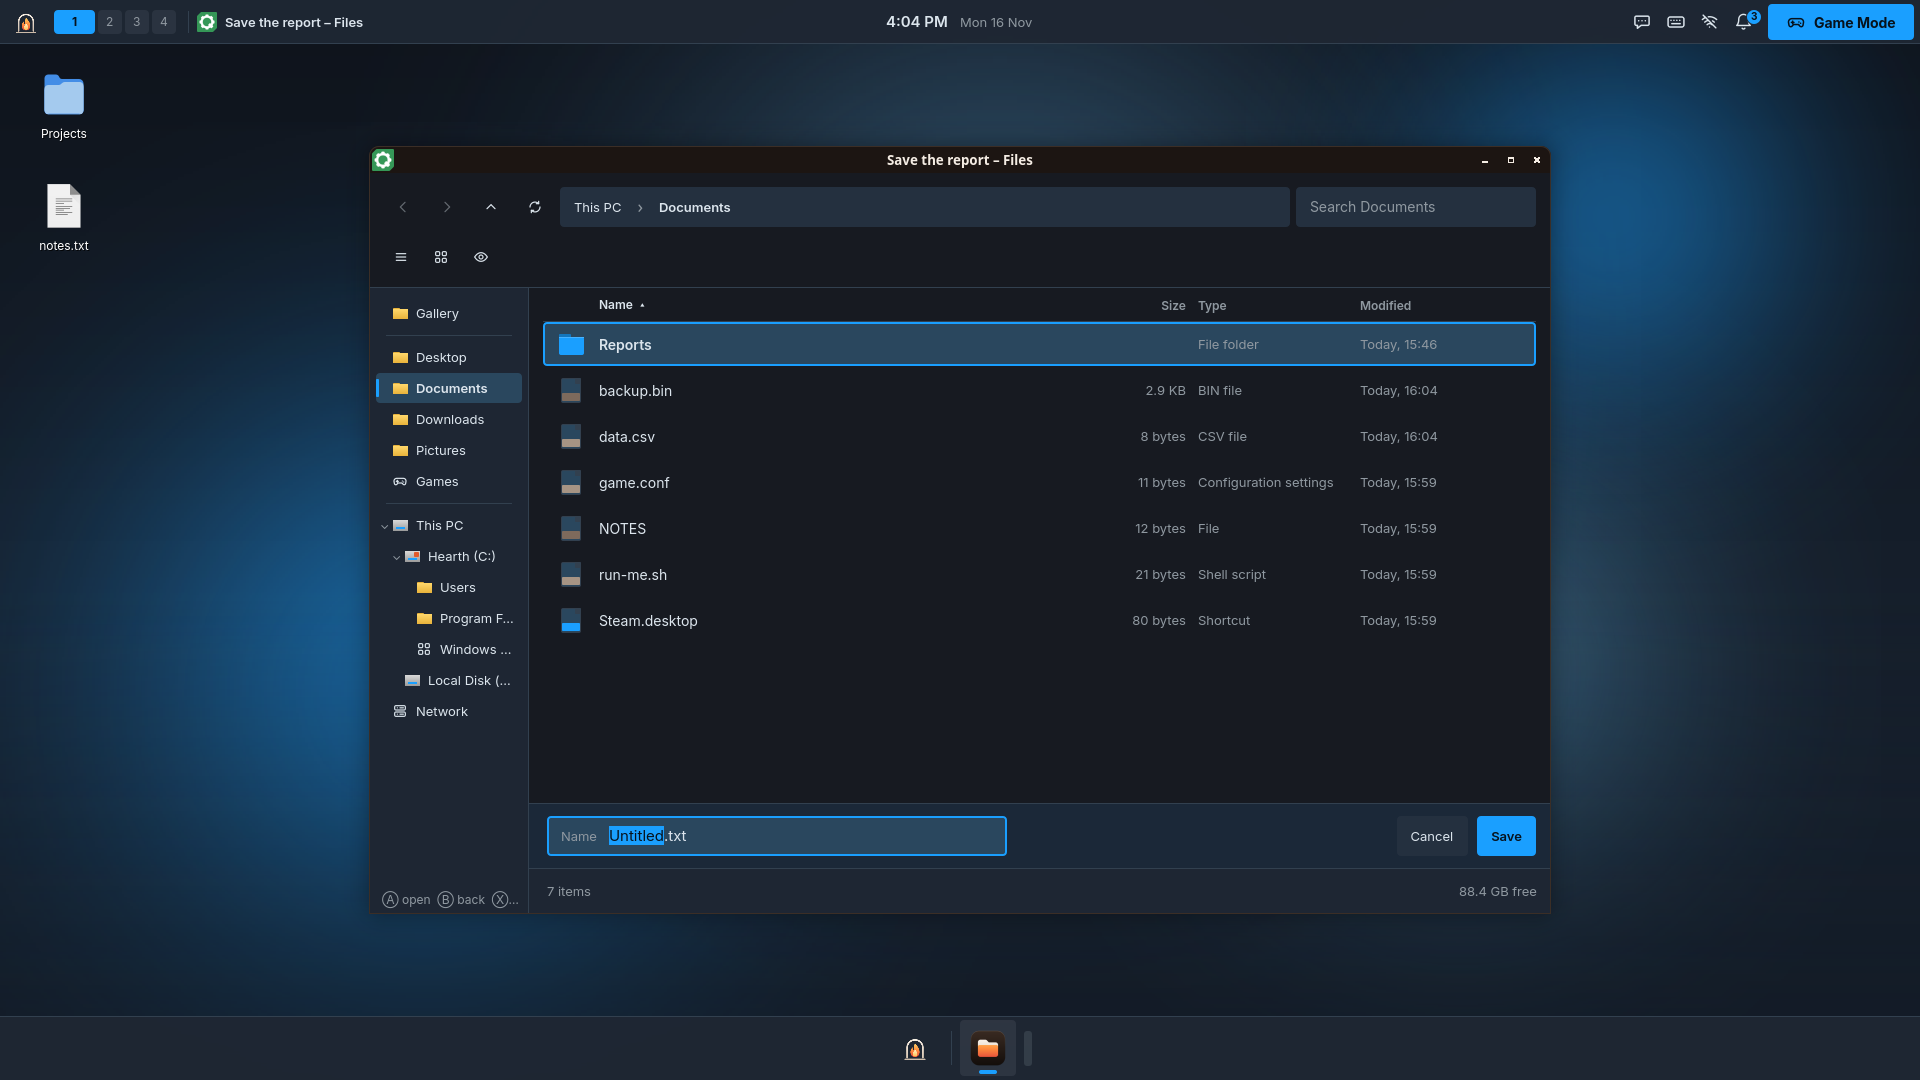 1 2 3 4 Save the report – Files 4:04 PM Mon 16 Nov 3 Game Mode
Projects
notes.txt
Save the report – Files
This PC › Documents Search Documents
Gallery
Desktop
Documents
Downloads
Pictures
Games
This PC
Hearth (C:)
Users
Program F...
Windows ...
Local Disk (...
Network
A open B back X...
Name Size Type Modified
Reports File folder Today, 15:46
backup.bin 2.9 KB BIN file Today, 16:04
data.csv 8 bytes CSV file Today, 16:04
game.conf 11 bytes Configuration settings Today, 15:59
NOTES 12 bytes File Today, 15:59
run-me.sh 21 bytes Shell script Today, 15:59
Steam.desktop 80 bytes Shortcut Today, 15:59
Name Untitled.txt Cancel Save
7 items 88.4 GB free